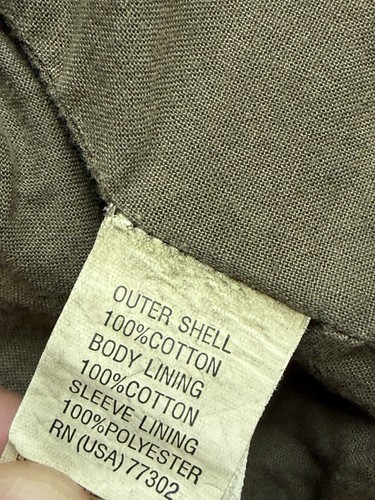 OUTER SHELL
100%COTTON
BODY LINING
100%COTTON
SLEEVE LINING
100%POLYESTER
RN (USA) 77302